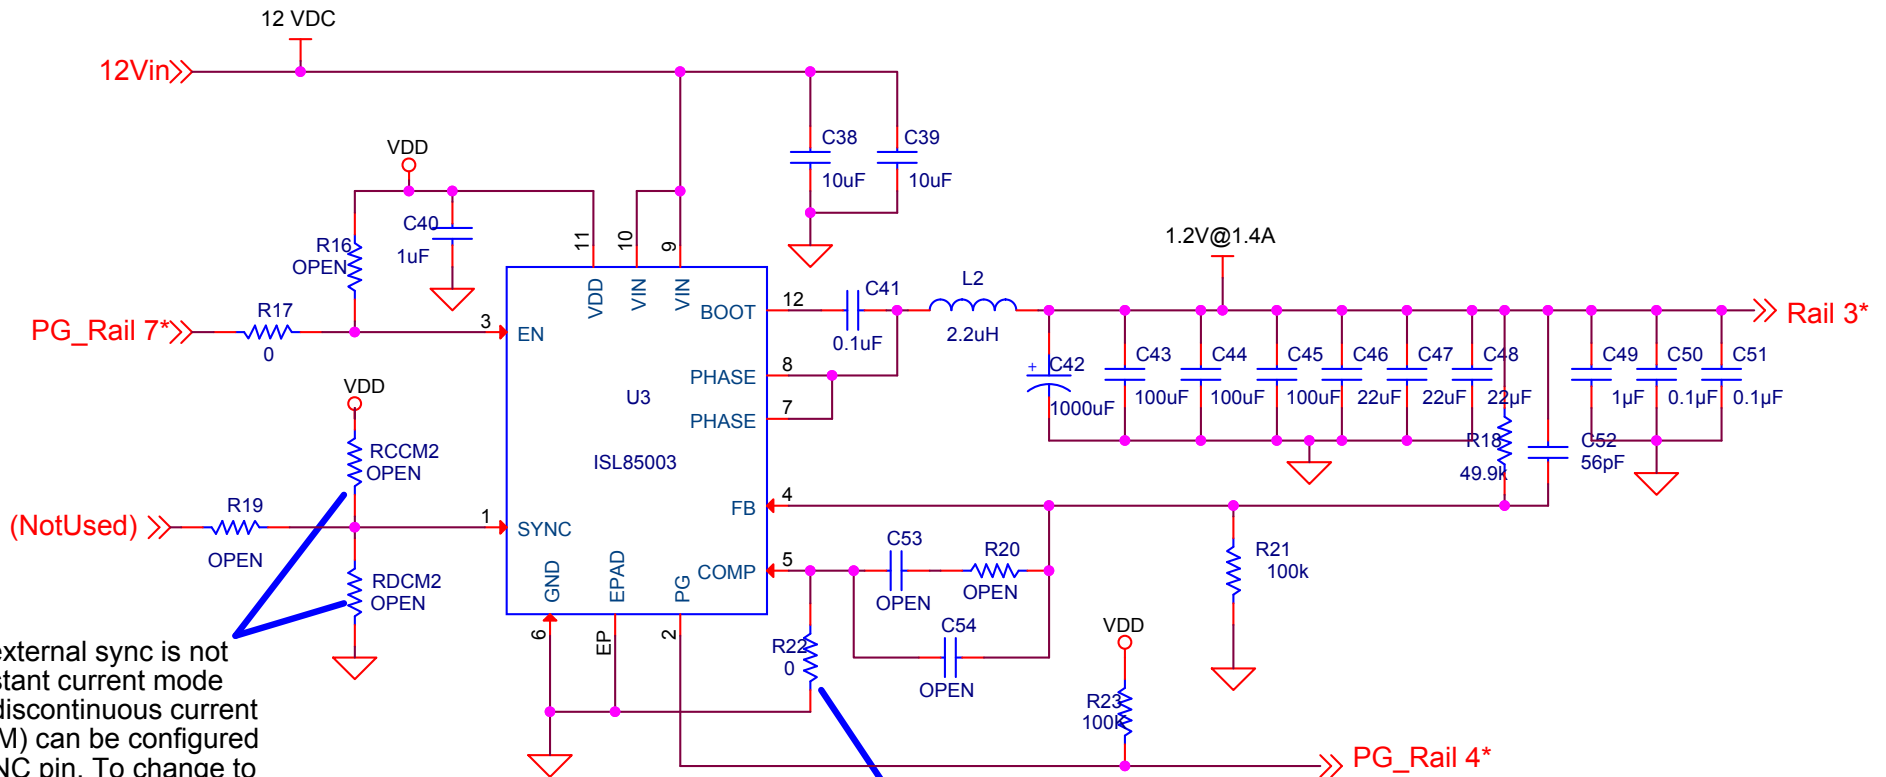 12 VDC
12Vin
VDD
C38
10uF
C39
10uF
C40
1uF
R16
OPEN
R17
0
PG_Rail 7*
11
10
9
VDD
VIN
VIN
3
EN
BOOT
12
C41
0.1uF
L2
2.2uH
1.2V@1.4A
Rail 3*
PHASE
8
PHASE
7
U3
ISL85003
+
C42
1000uF
C43
100uF
C44
100uF
C45
100uF
C46
22uF
C47
22uF
C48
22µF
R18
49.9k
C52
56pF
C49
1µF
C50
0.1µF
C51
0.1µF
VDD
RCCM2
OPEN
(NotUsed)
R19
OPEN
1
SYNC
RDCM2
OPEN
FB
4
COMP
5
C53
OPEN
R20
OPEN
C54
OPEN
R21
100k
GND
EPAD
PG
6
EP
2
R22
0
VDD
R23
100K
PG_Rail 4*
external sync is not
stant current mode
discontinuous current
M) can be configured
NC pin. To change to